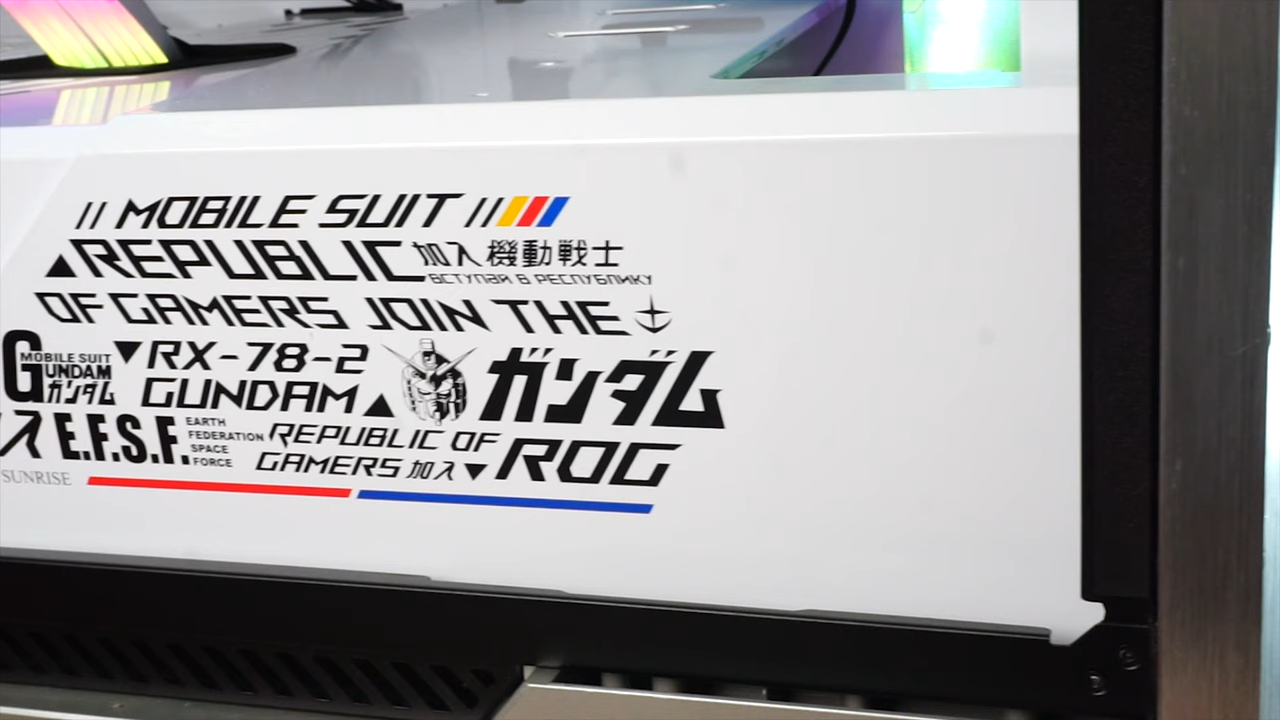 // MOBILE SUIT //
▲REPUBLIC 加入機動戦士
ВСТУПАЯ В РЕСПУБЛИКУ
OF GAMERS JOIN THE
G MOBILE SUIT
GUNDAM
ガンダム
▼RX-78-2
GUNDAM▲
ガンダム
入 E.F.S.F.
EARTH
FEDERATION
SPACE
FORCE
REPUBLIC OF
GAMERS 加入▼
ROG
SUNRISE